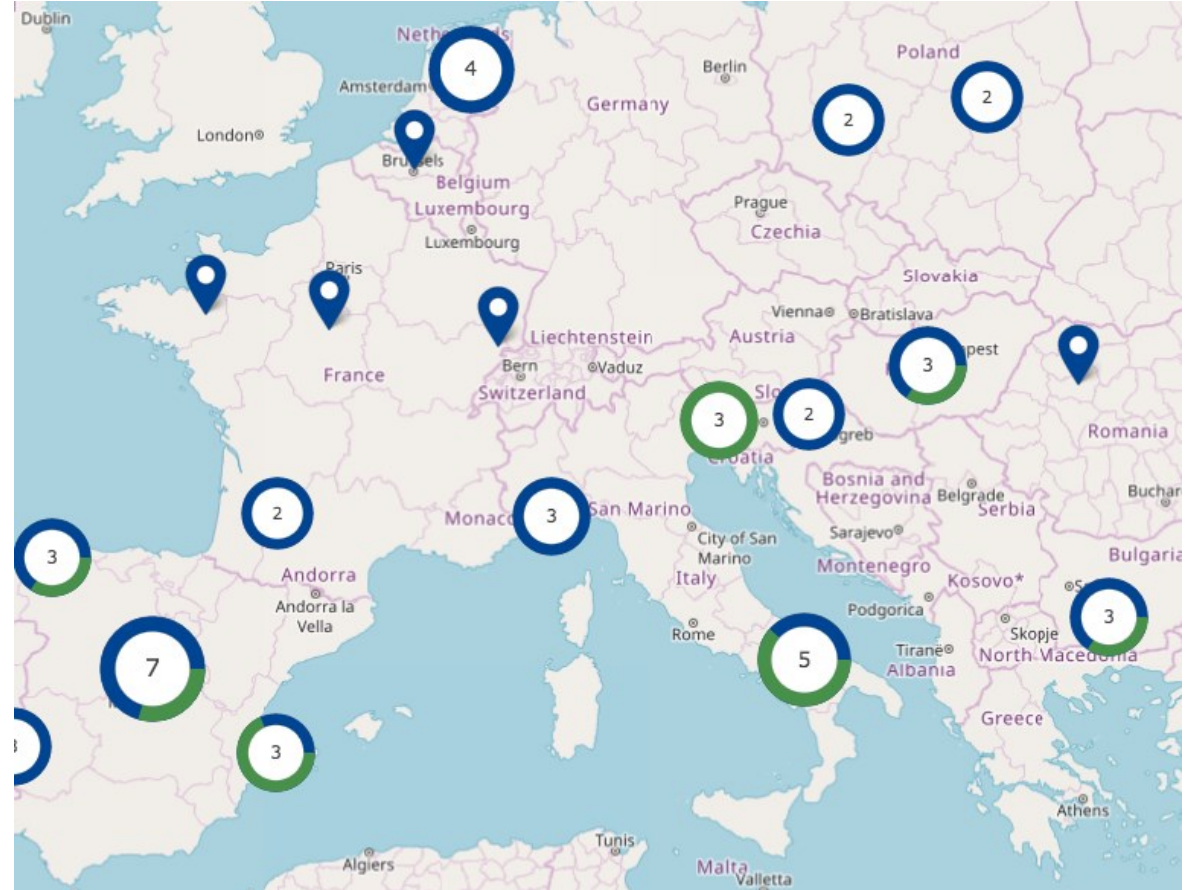 Dublin
Netherlands
4
Poland
Berlin
Amsterdam
2
Germany
2
London
Brussels
Belgium
Prague
Luxembourg
Czechia
Luxembourg
Paris
Slovakia
Vienna
Bratislava
Liechtenstein
Austria
pest
Bern
Vaduz
3
France
Switzerland
Slo
3
2
greb
Romania
Croatia
Bosnia and
Herzegovina
Belgrade
Buchar
Serbia
2
Monaco
3
San Marino
Sarajevo
City of San
Marino
3
Bulgaria
Montenegro
Andorra
Italy
Kosovo*
Andorra la
Vella
Podgorica
3
Rome
Skopje
Tiranë
North Macedonia
7
5
Albania
Greece
3
Athens
Tunis
Algiers
Malta
Valletta